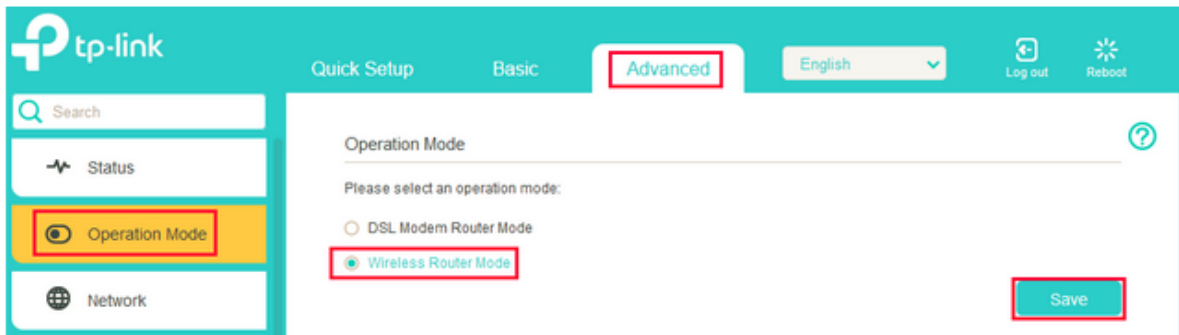 tp-link
Quick Setup Basic Advanced English Log out Reboot
Search
Operation Mode
Status
Please select an operation mode:
Operation Mode
DSL Modem Router Mode
Wireless Router Mode
Network
Save